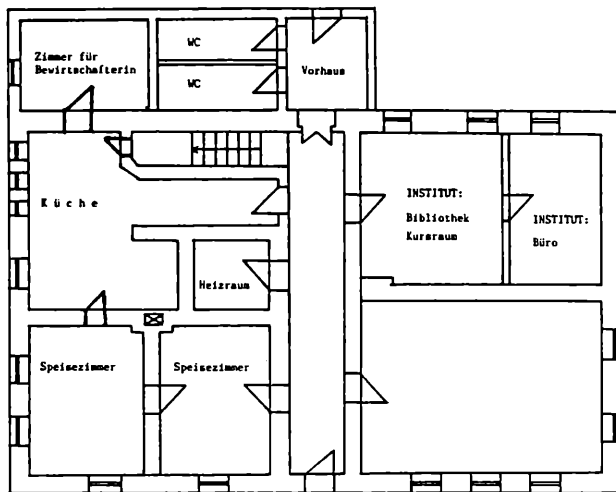 Zimmer für
Bewirtschafterin
WC
WC
Vorhaus
Küche
INSTITUT:
Bibliothek
Kursraum
INSTITUT:
Büro
Heizraum
Speisezimmer
Speisezimmer